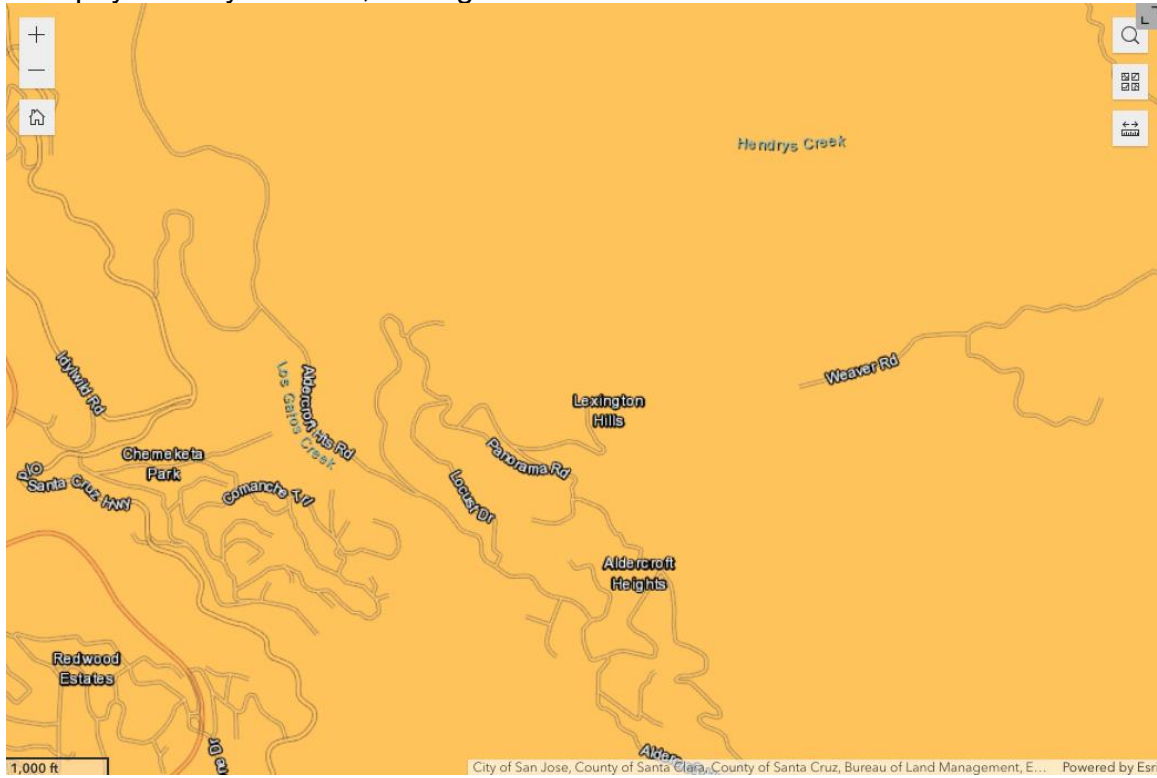 Hendrys Creek
Idylwild Rd
Los Gatos Creek
Aldercroft Hts Rd
Weaver Rd
Lexington
Hills
Chemeketa
Park
Panorama Rd
Old
Santa Cruz HWY
Comanche Trl
Locust Dr
Aldercroft
Heights
Redwood
Estates
1,000 ft
City of San Jose, County of Santa Clara, County of Santa Cruz, Bureau of Land Management, E...
Powered by Esri